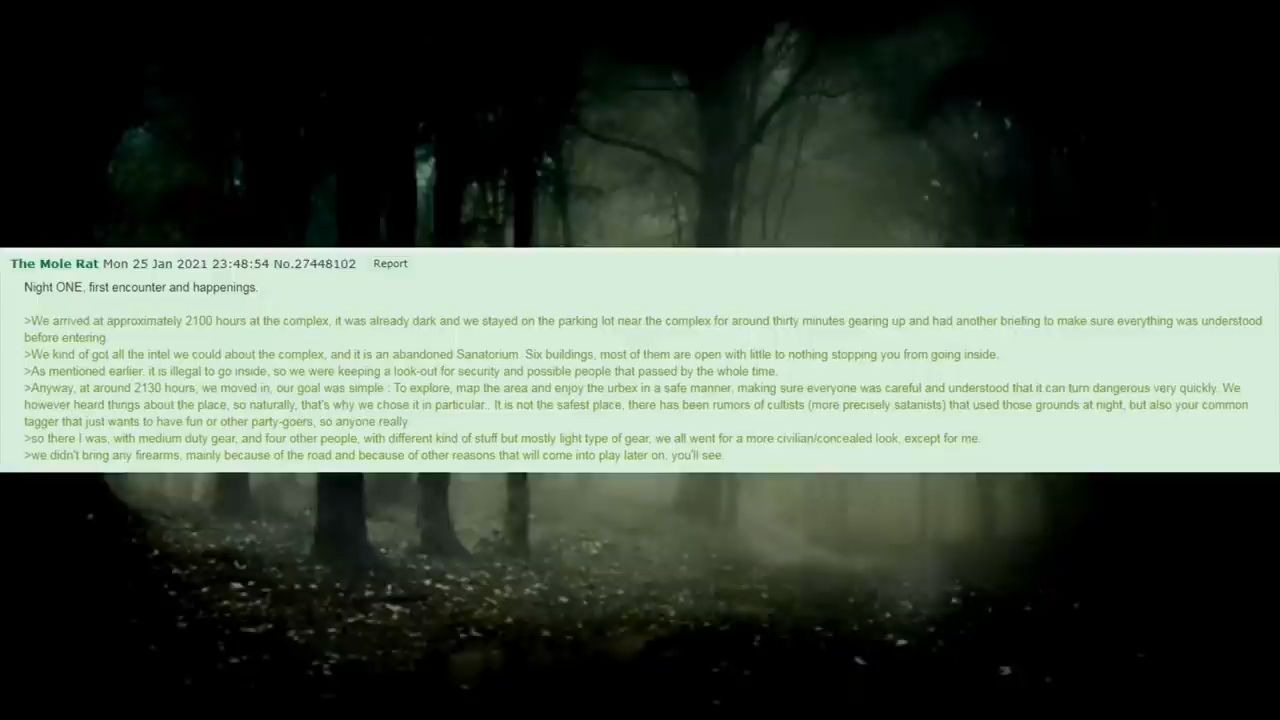 The Mole Rat Mon 25 Jan 2021 23:48:54 No.27448102 Report
Night ONE, first encounter and happenings.
>We arrived at approximately 2100 hours at the complex, it was already dark and we stayed on the parking lot near the complex for around thirty minutes gearing up and had another briefing to make sure everything was understood
before entering.
>We kind of got all the intel we could about the complex, and it is an abandoned Sanatorium. Six buildings, most of them are open with little to nothing stopping you from going inside.
>As mentioned earlier, it is illegal to go inside, so we were keeping a look-out for security and possible people that passed by the whole time.
>Anyway, at around 2130 hours, we moved in, our goal was simple : To explore, map the area and enjoy the urbex in a safe manner, making sure everyone was careful and understood that it can turn dangerous very quickly. We
however heard things about the place, so naturally, that's why we chose it in particular.. It is not the safest place, there has been rumors of cultists (more precisely satanists) that used those grounds at night, but also your common
tagger that just wants to have fun or other party-goers, so anyone really.
>so there I was, with medium duty gear, and four other people, with different kind of stuff but mostly light type of gear, we all went for a more civilian/concealed look, except for me.
>we didn't bring any firearms, mainly because of the road and because of other reasons that will come into play later on, you'll see.